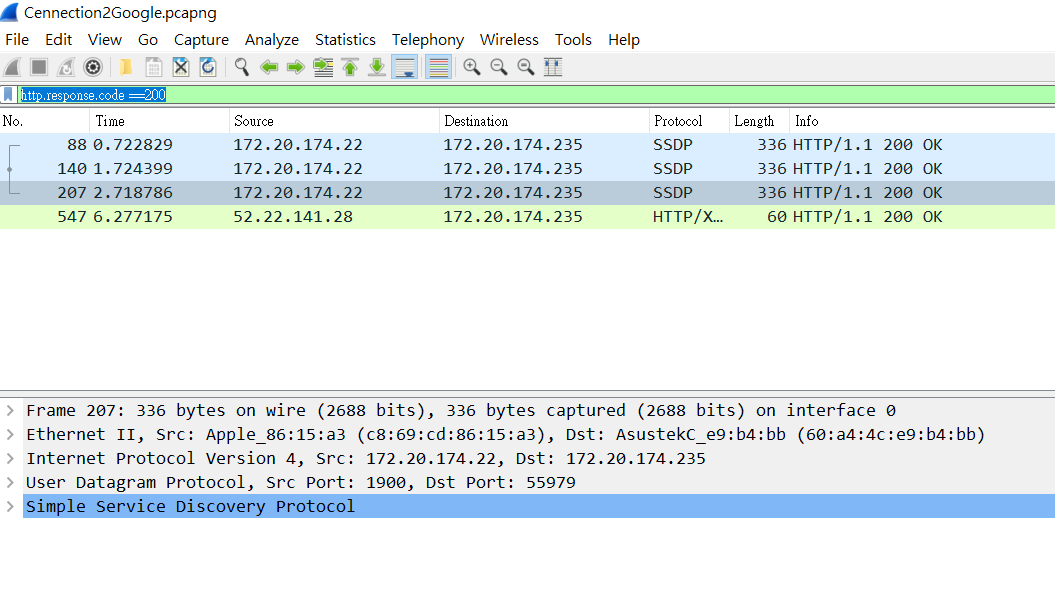 Cennection2Google.pcapng
File Edit View Go Capture Analyze Statistics Telephony Wireless Tools Help
http.response.code ==200
No. Time Source Destination Protocol Length Info
88 0.722829 172.20.174.22 172.20.174.235 SSDP 336 HTTP/1.1 200 OK
140 1.724399 172.20.174.22 172.20.174.235 SSDP 336 HTTP/1.1 200 OK
207 2.718786 172.20.174.22 172.20.174.235 SSDP 336 HTTP/1.1 200 OK
547 6.277175 52.22.141.28 172.20.174.235 HTTP/X… 60 HTTP/1.1 200 OK
Frame 207: 336 bytes on wire (2688 bits), 336 bytes captured (2688 bits) on interface 0
Ethernet II, Src: Apple_86:15:a3 (c8:69:cd:86:15:a3), Dst: AsustekC_e9:b4:bb (60:a4:4c:e9:b4:bb)
Internet Protocol Version 4, Src: 172.20.174.22, Dst: 172.20.174.235
User Datagram Protocol, Src Port: 1900, Dst Port: 55979
Simple Service Discovery Protocol